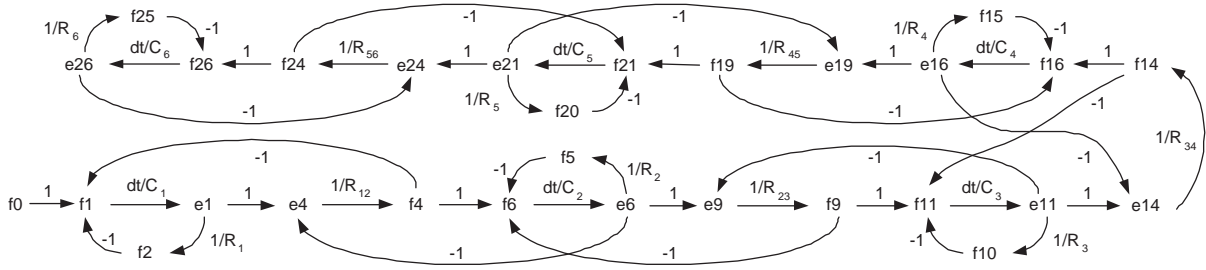 1/R6 f25 -1 -1 -1 1/R4 f15 -1
e26 dt/C6 f26 1 f24 1/R56 e24 1 e21 dt/C5 f21 1 f19 1/R45 e19 1 e16 dt/C4 f16 1 f14
1/R5 f20 -1 -1
-1 -1 1/R34
-1 f5 1/R2 -1 -1
-1
f0 1 f1 dt/C1 e1 1 e4 1/R12 f4 1 f6 dt/C2 e6 1 e9 1/R23 f9 1 f11 dt/C3 e11 1 e14
-1 f2 1/R1 -1 -1 -1 f10 1/R3